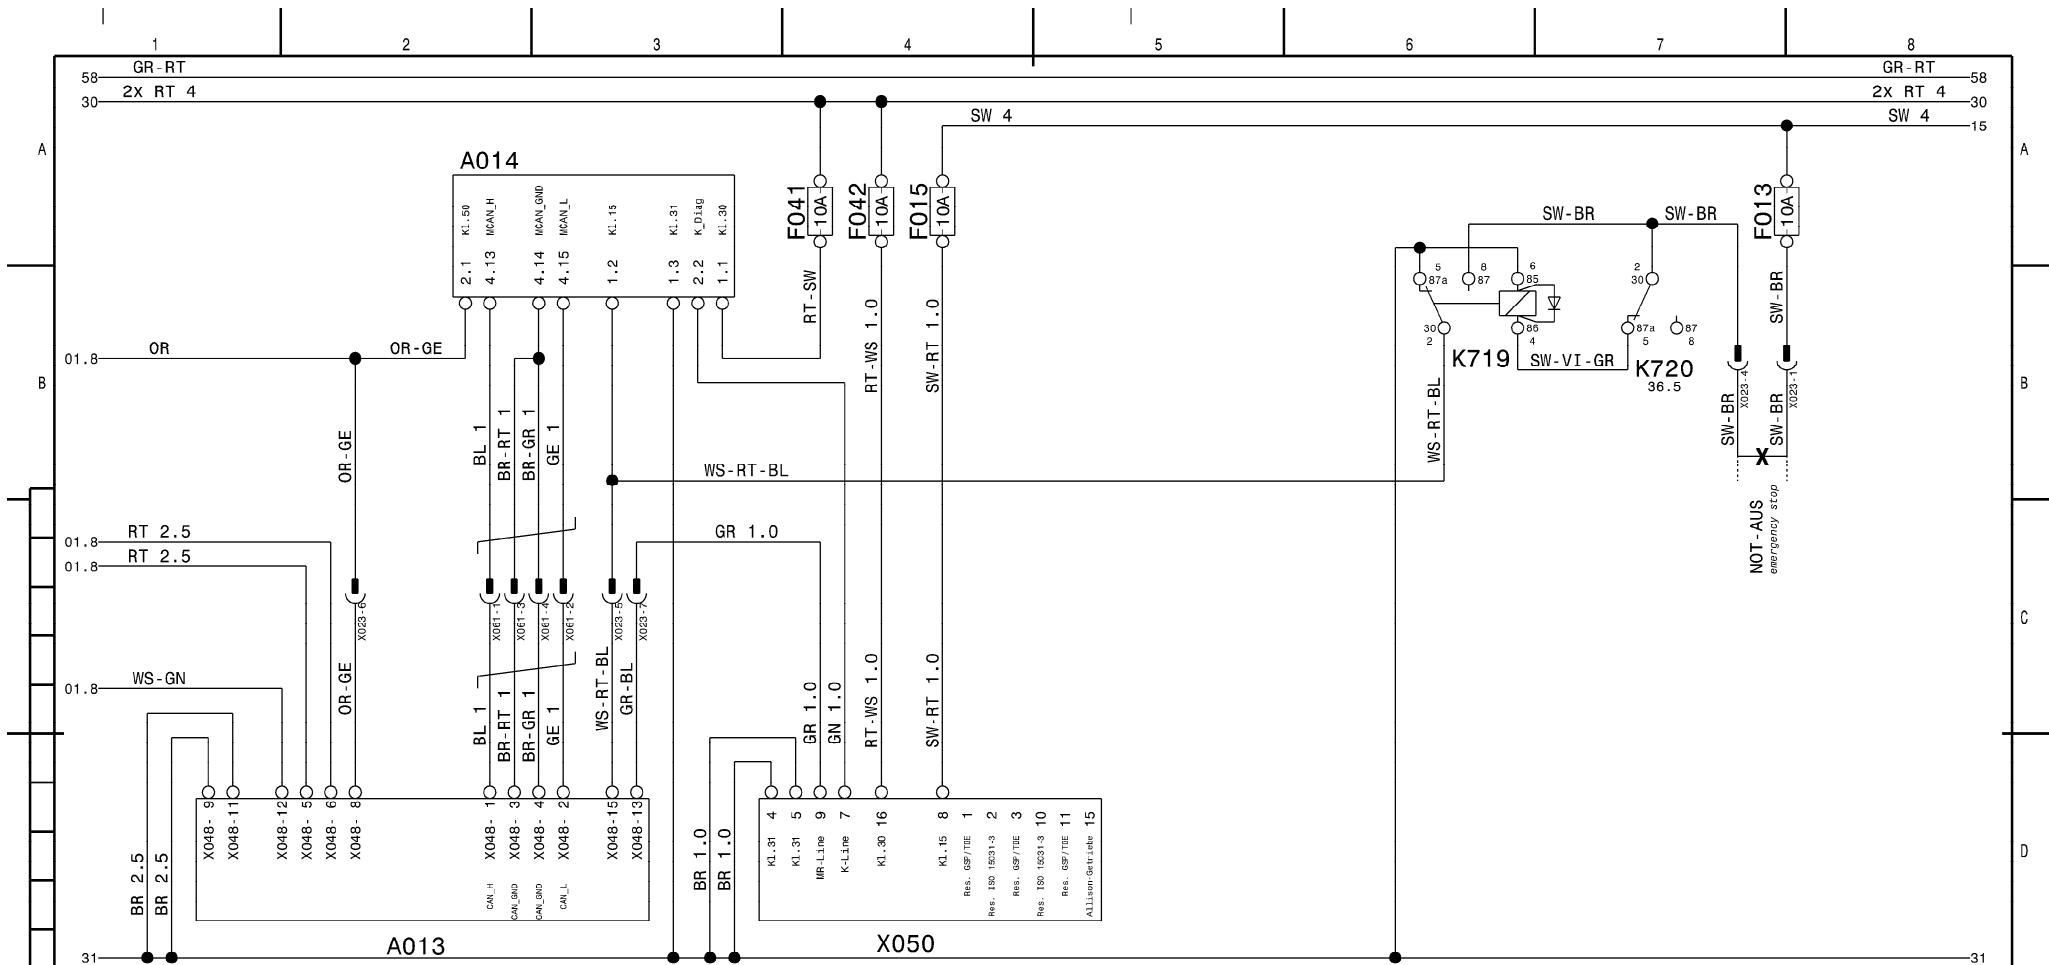 1 2 3 4 5 6 7 8
GR-RT GR-RT
58 58
2x RT 4 2x RT 4
30 30
SW 4 SW 4
15
A A
A014
Kl.50
MCAN_H
MCAN_GND
MCAN_L
Kl.15
Kl.31
K_Diag
Kl.30
2.1
4.13
4.14
4.15
1.2
1.3
2.2
1.1
F041
10A
F042
10A
F015
10A
F013
10A
SW-BR SW-BR
5 8 6 2
87a 87 85 30
30 86 87a 87
2 4 5 8
K719
SW-VI-GR
K720
36.5
RT-SW
RT-WS 1.0
SW-RT 1.0
SW-BR
X023-4
X023-1
SW-BR
SW-BR
WS-RT-BL
X
NOT-AUS
emergency stop
B B
01.8
OR
OR-GE
OR-GE
BL 1
BR-RT 1
BR-GR 1
GE 1
WS-RT-BL
01.8
RT 2.5
01.8
RT 2.5
GR 1.0
C C
X023-6
X061-1
X061-3
X061-4
X061-2
X023-5
X023-7
01.8
WS-GN
OR-GE
BL 1
BR-RT 1
BR-GR 1
GE 1
WS-RT-BL
GR-BL
GR 1.0
GN 1.0
RT-WS 1.0
SW-RT 1.0
D D
BR 2.5
BR 2.5
X048- 9
X048-11
X048-12
X048- 5
X048- 6
X048- 8
X048- 1
X048- 3
X048- 4
X048- 2
X048-15
X048-13
CAN_H
CAN_GND
CAN_GND
CAN_L
A013
BR 1.0
BR 1.0
4 Kl.31
5 Kl.31
9 MR-Line
7 K-Line
16 Kl.30
8 Kl.15
1 Res. GSP/TDE
2 Res. ISO 15031-3
3 Res. GSP/TDE
10 Res. ISO 15031-3
11 Res. GSP/TDE
15 Allison-Getriebe
X050
31 31